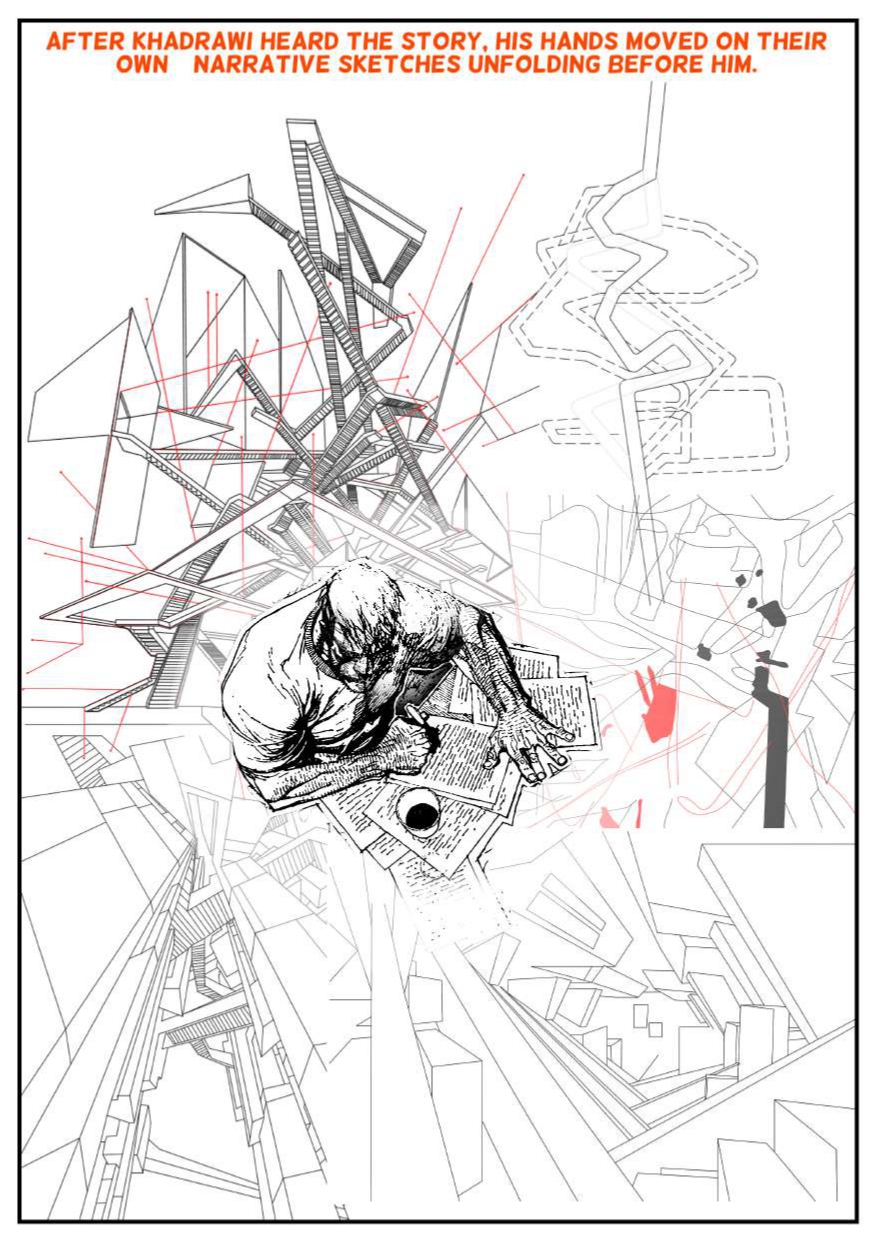 AFTER KHADRAWI HEARD THE STORY, HIS HANDS MOVED ON THEIR
OWN NARRATIVE SKETCHES UNFOLDING BEFORE HIM.